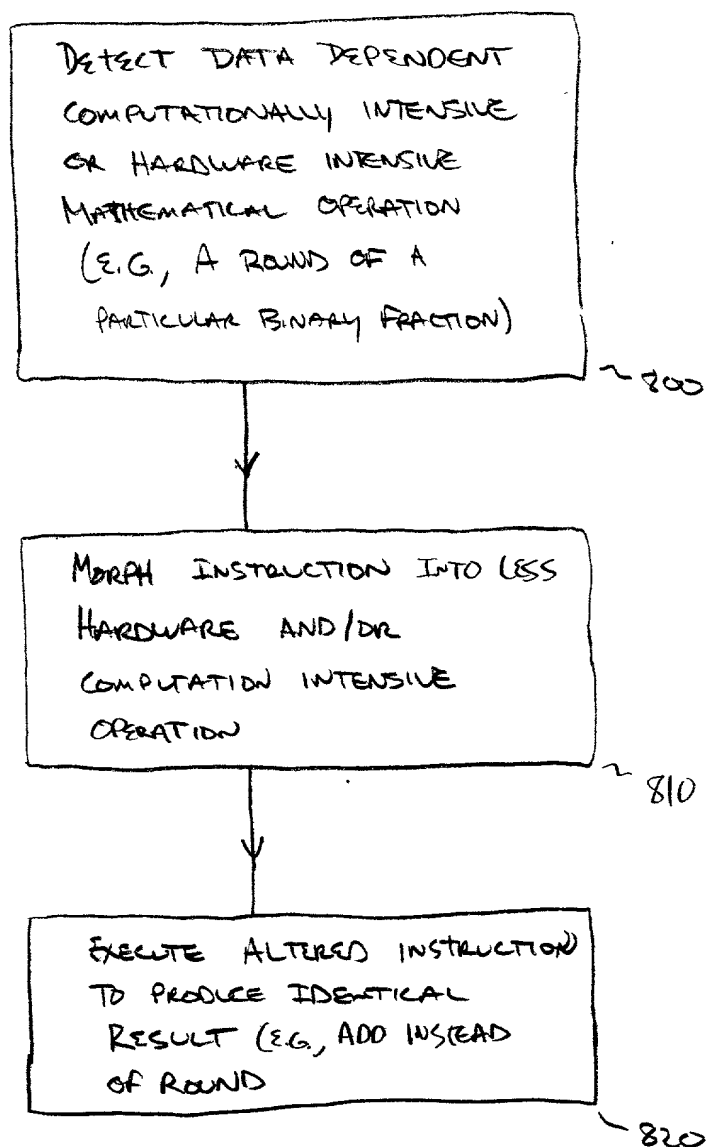 DETECT DATA DEPENDENT
COMPUTATIONALLY INTENSIVE
OR HARDWARE INTENSIVE
MATHEMATICAL OPERATION
(E.G., A ROUND OF A
PARTICULAR BINARY FRACTION)
800
MORPH INSTRUCTION INTO LESS
HARDWARE AND/OR
COMPUTATION INTENSIVE
OPERATION
810
EXECUTE ALTERED INSTRUCTION
TO PRODUCE IDENTICAL
RESULT (E.G., ADD INSTEAD
OF ROUND
820